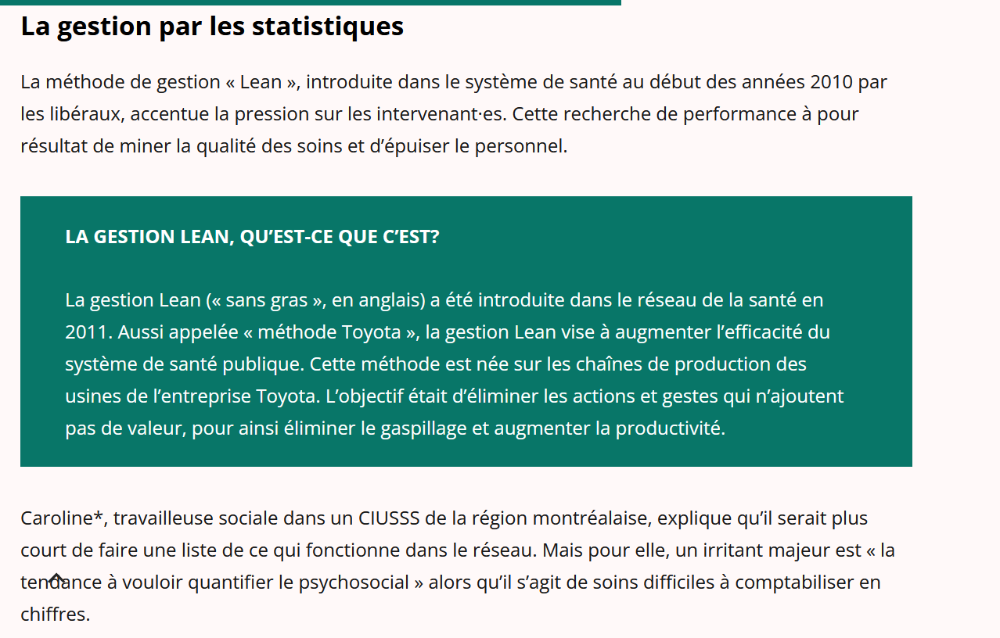 La gestion par les statistiques
La méthode de gestion « Lean », introduite dans le système de santé au début des années 2010 par
les libéraux, accentue la pression sur les intervenant·es. Cette recherche de performance à pour
résultat de miner la qualité des soins et d’épuiser le personnel.
LA GESTION LEAN, QU’EST-CE QUE C’EST?
La gestion Lean (« sans gras », en anglais) a été introduite dans le réseau de la santé en
2011. Aussi appelée « méthode Toyota », la gestion Lean vise à augmenter l’efficacité du
système de santé publique. Cette méthode est née sur les chaînes de production des
usines de l’entreprise Toyota. L’objectif était d’éliminer les actions et gestes qui n’ajoutent
pas de valeur, pour ainsi éliminer le gaspillage et augmenter la productivité.
Caroline*, travailleuse sociale dans un CIUSSS de la région montréalaise, explique qu’il serait plus
court de faire une liste de ce qui fonctionne dans le réseau. Mais pour elle, un irritant majeur est « la
tendance à vouloir quantifier le psychosocial » alors qu’il s’agit de soins difficiles à comptabiliser en
chiffres.